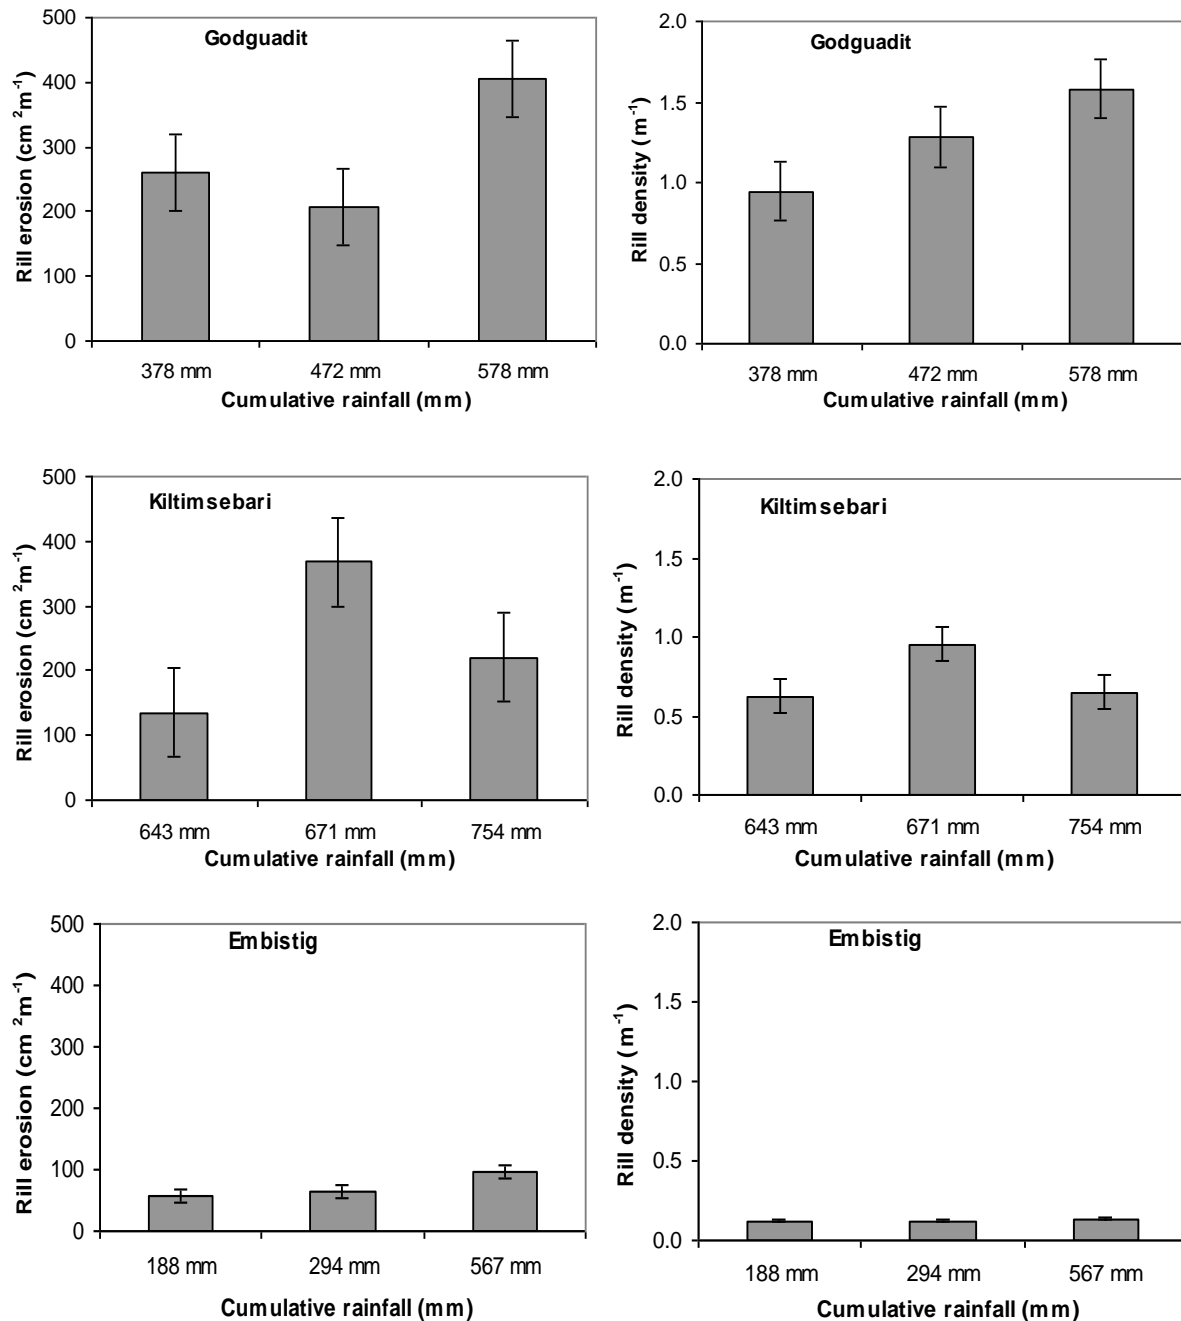 Godguadit
Rill erosion (cm ²m⁻¹)
500
400
300
200
100
0
378 mm 472 mm 578 mm
Cumulative rainfall (mm)
Godguadit
Rill density (m⁻¹)
2.0
1.5
1.0
0.5
0.0
378 mm 472 mm 578 mm
Cumulative rainfall (mm)
Kiltimsebari
Rill erosion (cm ²m⁻¹)
500
400
300
200
100
0
643 mm 671 mm 754 mm
Cumulative rainfall (mm)
Kiltimsebari
Rill density (m⁻¹)
2.0
1.5
1.0
0.5
0.0
643 mm 671 mm 754 mm
Cumulative rainfall (mm)
Embistig
Rill erosion (cm ²m⁻¹)
500
400
300
200
100
0
188 mm 294 mm 567 mm
Cumulative rainfall (mm)
Embistig
Rill density (m⁻¹)
2.0
1.5
1.0
0.5
0.0
188 mm 294 mm 567 mm
Cumulative rainfall (mm)